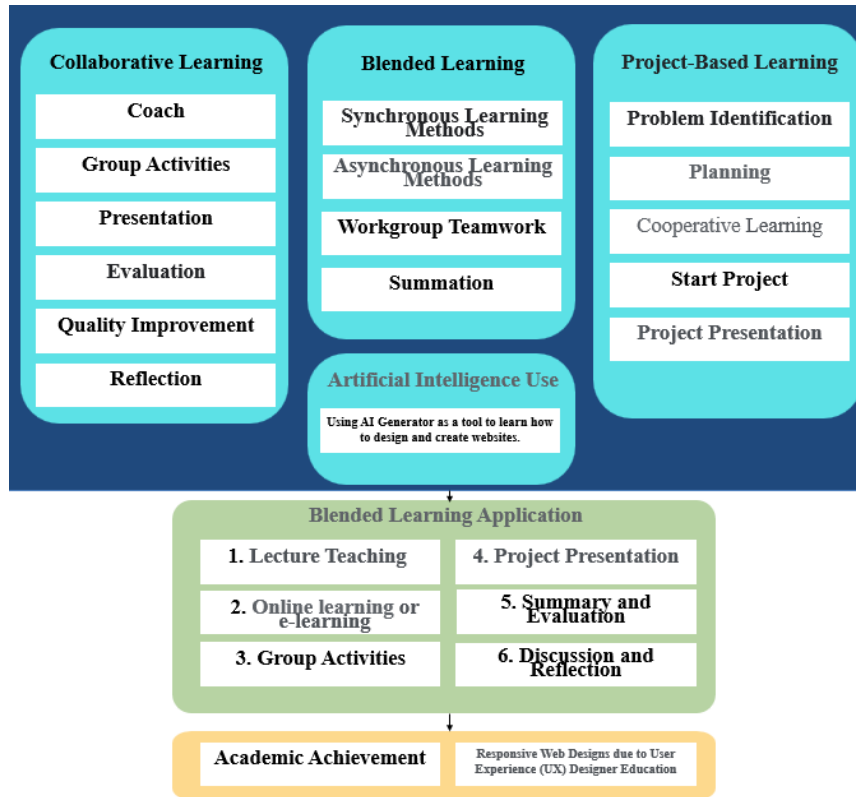 Collaborative Learning
Coach
Group Activities
Presentation
Evaluation
Quality Improvement
Reflection
Blended Learning
Synchronous Learning
Methods
Asynchronous Learning
Methods
Workgroup Teamwork
Summation
Project-Based Learning
Problem Identification
Planning
Cooperative Learning
Start Project
Project Presentation
Artificial Intelligence Use
Using AI Generator as a tool to learn how
to design and create websites.
Blended Learning Application
1. Lecture Teaching
2. Online learning or
e-learning
3. Group Activities
4. Project Presentation
5. Summary and
Evaluation
6. Discussion and
Reflection
Academic Achievement
Responsive Web Designs due to User
Experience (UX) Designer Education